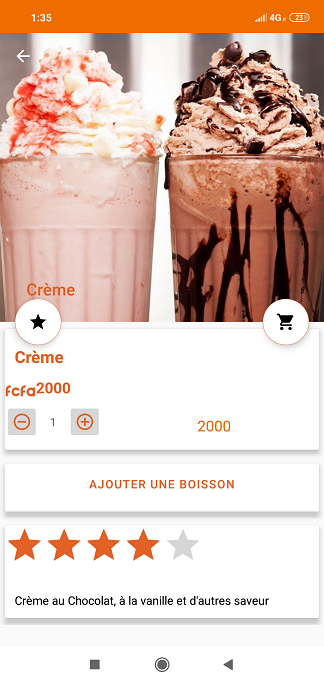 1:35
4G
23
Crème
Crème
fcfa2000
1
2000
AJOUTER UNE BOISSON
Crème au Chocolat, à la vanille et d'autres saveur